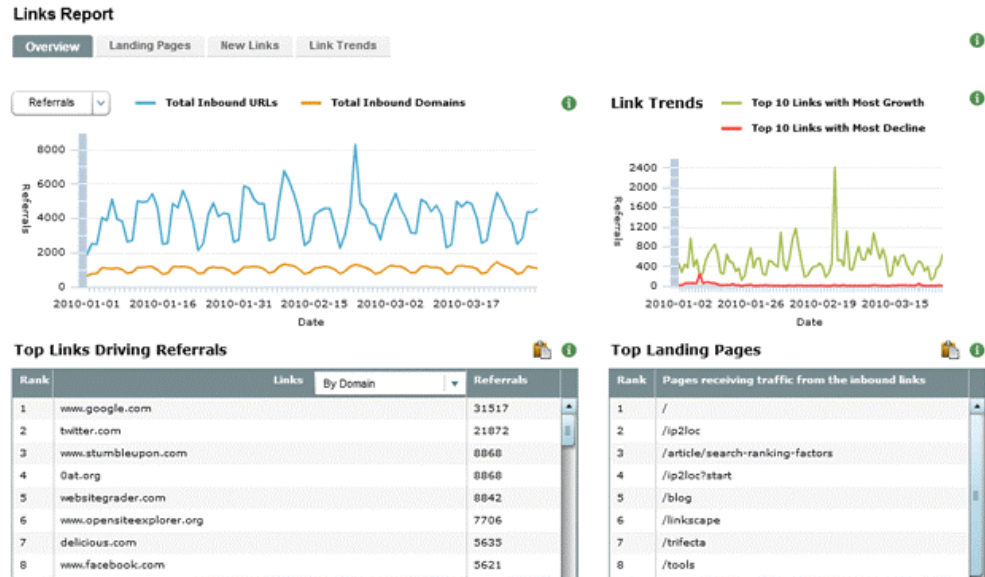 Links Report
Overview Landing Pages New Links Link Trends
Referrals Total Inbound URLs Total Inbound Domains
8000
6000
4000
2000
0
Referrals
2010-01-01 2010-01-16 2010-01-31 2010-02-15 2010-03-02 2010-03-17
Date
Link Trends Top 10 Links with Most Growth
Top 10 Links with Most Decline
2400
2000
1600
1200
800
400
0
Referrals
2010-01-02 2010-01-26 2010-02-19 2010-03-15
Date
Top Links Driving Referrals
Rank Links By Domain Referrals
1 www.google.com 31517
2 twitter.com 21872
3 www.stumbleupon.com 8868
4 0at.org 8868
5 websitegrader.com 8842
6 www.opensiteexplorer.org 7706
7 delicious.com 5635
8 www.facebook.com 5621
Top Landing Pages
Rank Pages receiving traffic from the inbound links
1 /
2 /ip2loc
3 /article/search-ranking-factors
4 /ip2loc?start
5 /blog
6 /linkscape
7 /trifecta
8 /tools